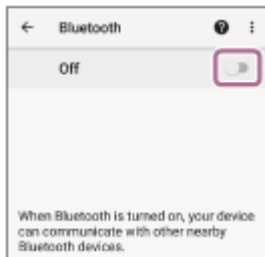 Bluetooth
Off
When Bluetooth is turned on, your device
can communicate with other nearby
Bluetooth devices.